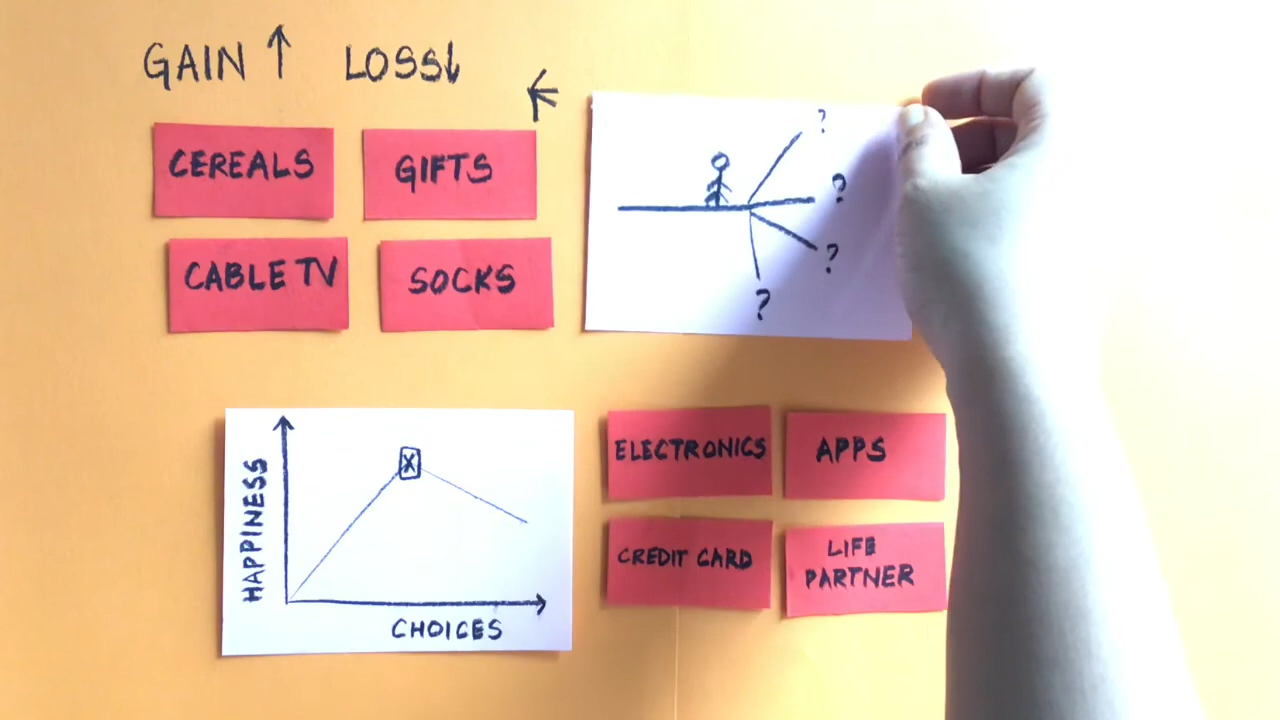 GAIN ↑ LOSS↓
←
CEREALS
GIFTS
CABLE TV
SOCKS
?
?
?
?
HAPPINESS
X
CHOICES
ELECTRONICS
APPS
CREDIT CARD
LIFE
PARTNER